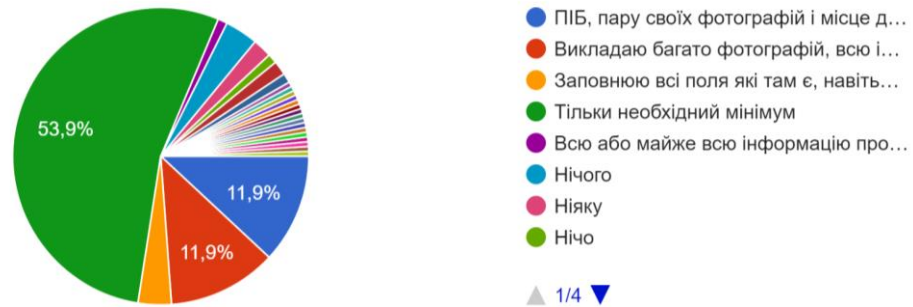 53,9%
11,9%
11,9%
ПІБ, пару своїх фотографій і місце д...
Викладаю багато фотографій, всю і...
Заповнюю всі поля які там є, навіть...
Тільки необхідний мінімум
Всю або майже всю інформацію про...
Нічого
Ніяку
Нічо
1/4